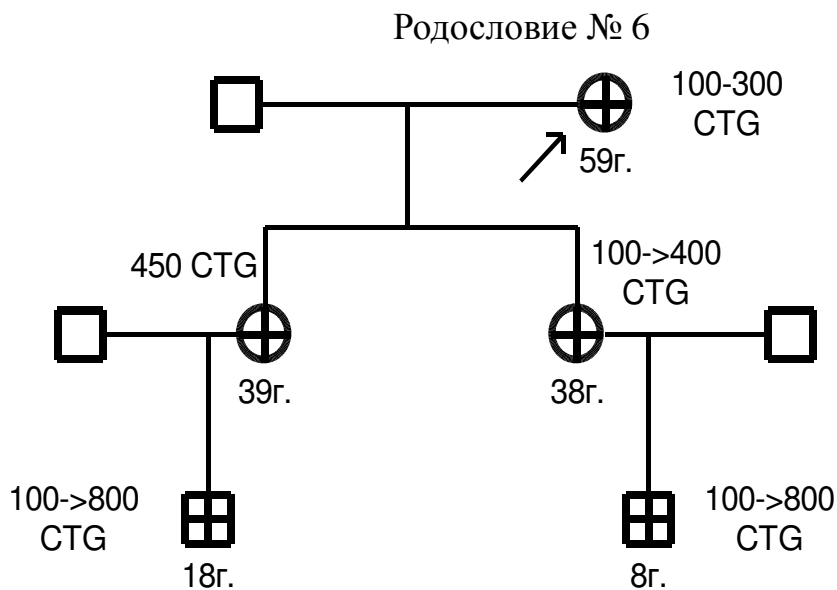 Родословие № 6
100-300
CTG
59г.
450 CTG
100->400
CTG
39г.
38г.
100->800
CTG
100->800
CTG
18г.
8г.